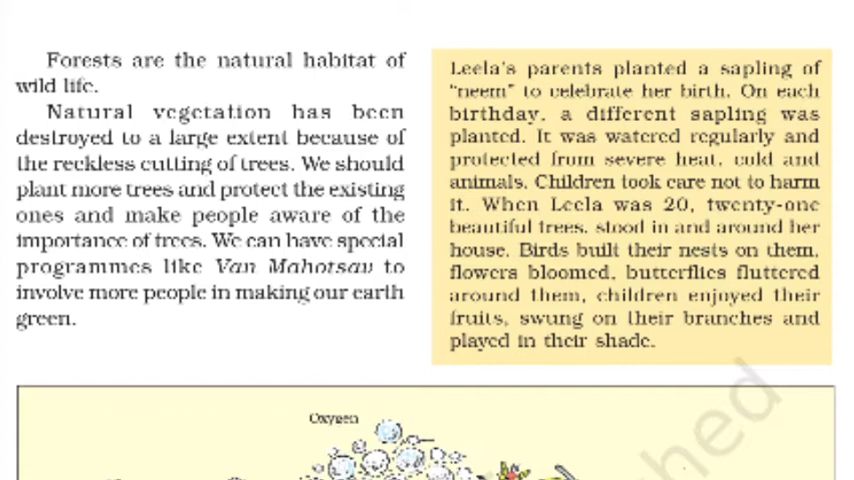 Forests are the natural habitat of
wild life.
Natural vegetation has been
destroyed to a large extent because of
the reckless cutting of trees. We should
plant more trees and protect the existing
ones and make people aware of the
importance of trees. We can have special
programmes like Van Mahotsav to
involve more people in making our earth
green.
Leela's parents planted a sapling of
“neem” to celebrate her birth. On each
birthday, a different sapling was
planted. It was watered regularly and
protected from severe heat, cold and
animals. Children took care not to harm
it. When Leela was 20, twenty-one
beautiful trees, stood in and around her
house. Birds built their nests on them,
flowers bloomed, butterflies fluttered
around them, children enjoyed their
fruits, swung on their branches and
played in their shade.
Oxygen